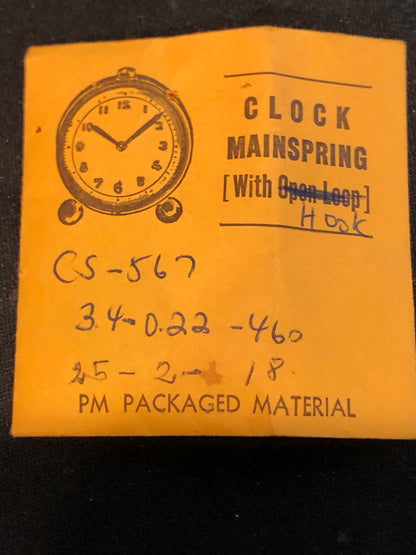 CLOCK
MAINSPRING
[With Open Loop]
Hook
CS-567
3.4-0.22-460
25-2- 18
PM PACKAGED MATERIAL